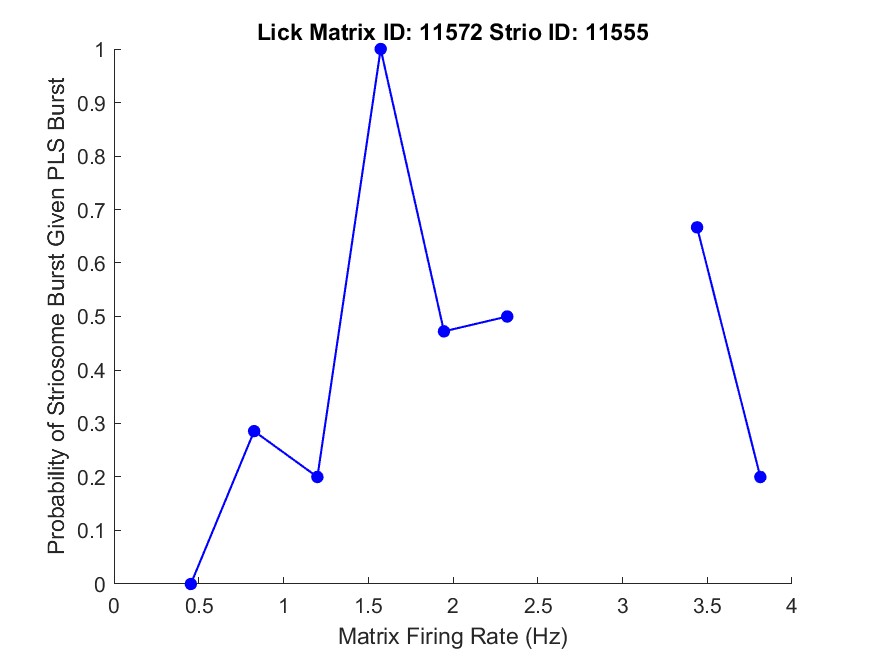 Lick Matrix ID: 11572 Strio ID: 11555
Probability of Striosome Burst Given PLS Burst
1
0.9
0.8
0.7
0.6
0.5
0.4
0.3
0.2
0.1
0
0 0.5 1 1.5 2 2.5 3 3.5 4
Matrix Firing Rate (Hz)